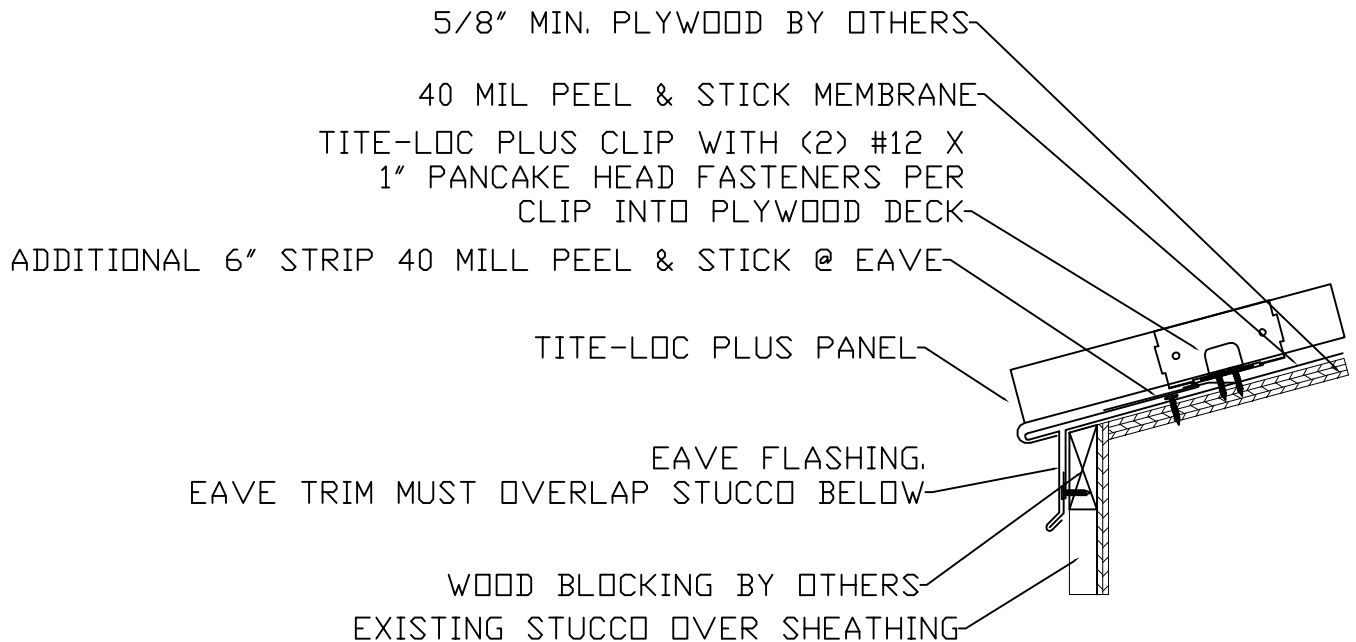 5/8" MIN. PLYWOOD BY OTHERS
40 MIL PEEL & STICK MEMBRANE
TITE-LOC PLUS CLIP WITH (2) #12 X
1" PANCAKE HEAD FASTENERS PER
CLIP INTO PLYWOOD DECK
ADDITIONAL 6" STRIP 40 MILL PEEL & STICK @ EAVE
TITE-LOC PLUS PANEL
EAVE FLASHING.
EAVE TRIM MUST OVERLAP STUCCO BELOW
WOOD BLOCKING BY OTHERS
EXISTING STUCCO OVER SHEATHING